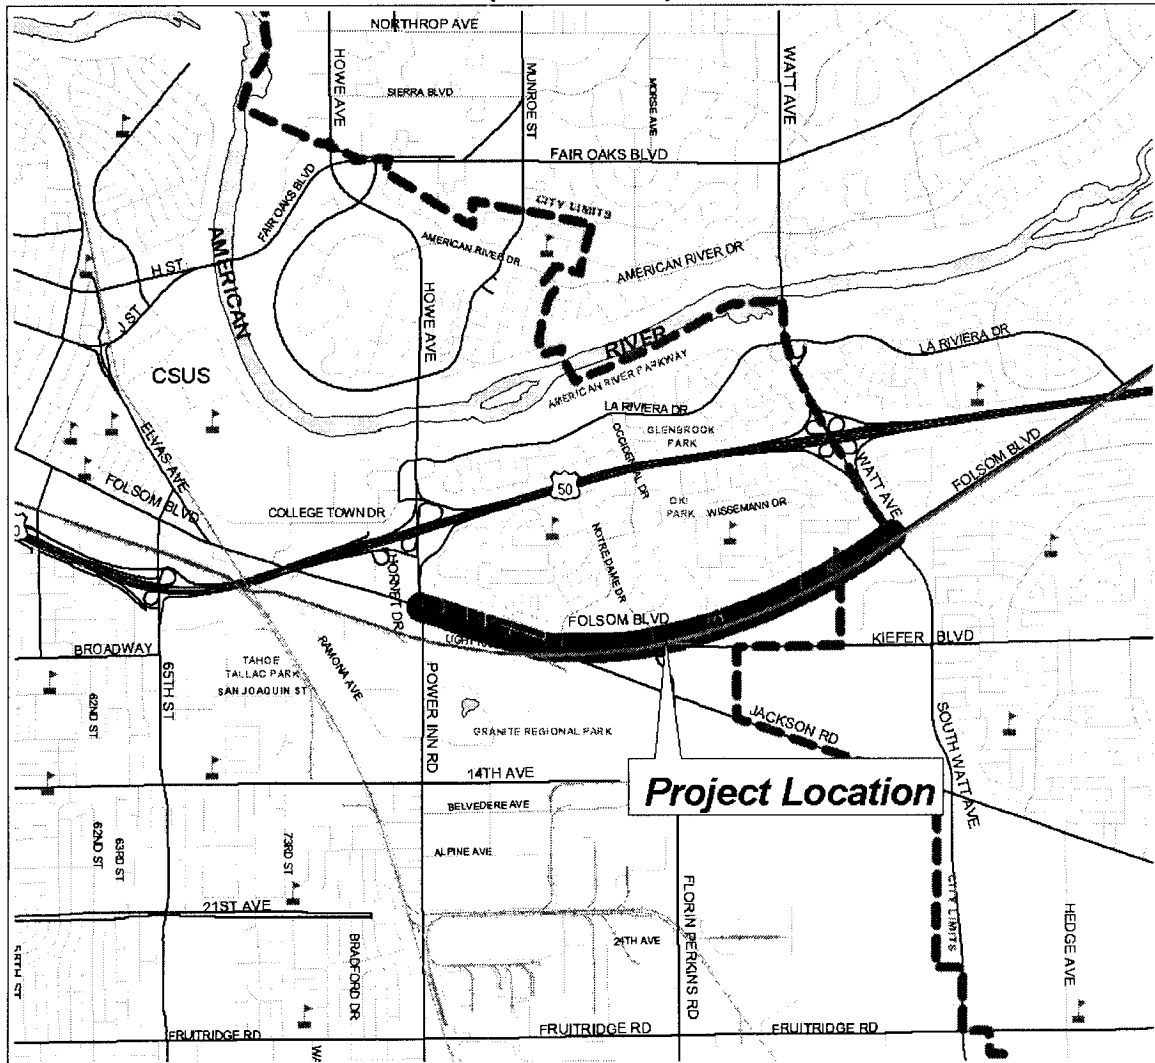 NORTHROP AVE
HOWE AVE
MUNROE ST
MORSE AVE
WATT AVE
SIERRA BLVD
FAIR OAKS BLVD
FAIR OAKS BLVD
CITY LIMITS
AMERICAN RIVER DR
AMERICAN RIVER DR
H ST.
J ST.
AMERICAN
RIVER
HOWE AVE
AMERICAN RIVER PARKWAY
LA RIVIERA DR
CSUS
LA RIVIERA DR
GLENBROOK
PARK
OCCIDENTAL DR
ELVAS AVE
FOLSOM BLVD
50
WATT AVE
FOLSOM BLVD
COLLEGE TOWN DR
OKI
PARK
WISSEMANN DR
HORNET DR
NOTRE DAME DR
FOLSOM BLVD
BROADWAY
KIEFER BLVD
65TH ST
TAHOE
TALLAC PARK
SAN JOAQUIN ST
RAMONA AVE
62ND ST
POWER INN RD
GRANITE REGIONAL PARK
JACKSON RD
SOUTH WATT AVE
14TH AVE
Project Location
BELVEDERE AVE
62ND ST
63RD ST
73RD ST
ALPINE AVE
FLORIN PERKINS RD
CITY LIMITS
21ST AVE
24TH AVE
HEDGE AVE
BRADFORD DR
FRUITRIDGE RD
FRUITRIDGE RD
FRUITRIDGE RD